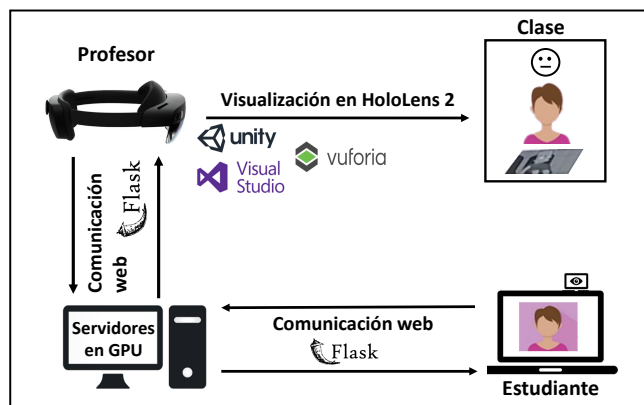 Profesor
Clase
Visualización en HoloLens 2
unity
Visual
Studio
vuforia
Comunicación
web
Flask
Servidores
en GPU
Comunicación web
Flask
Estudiante